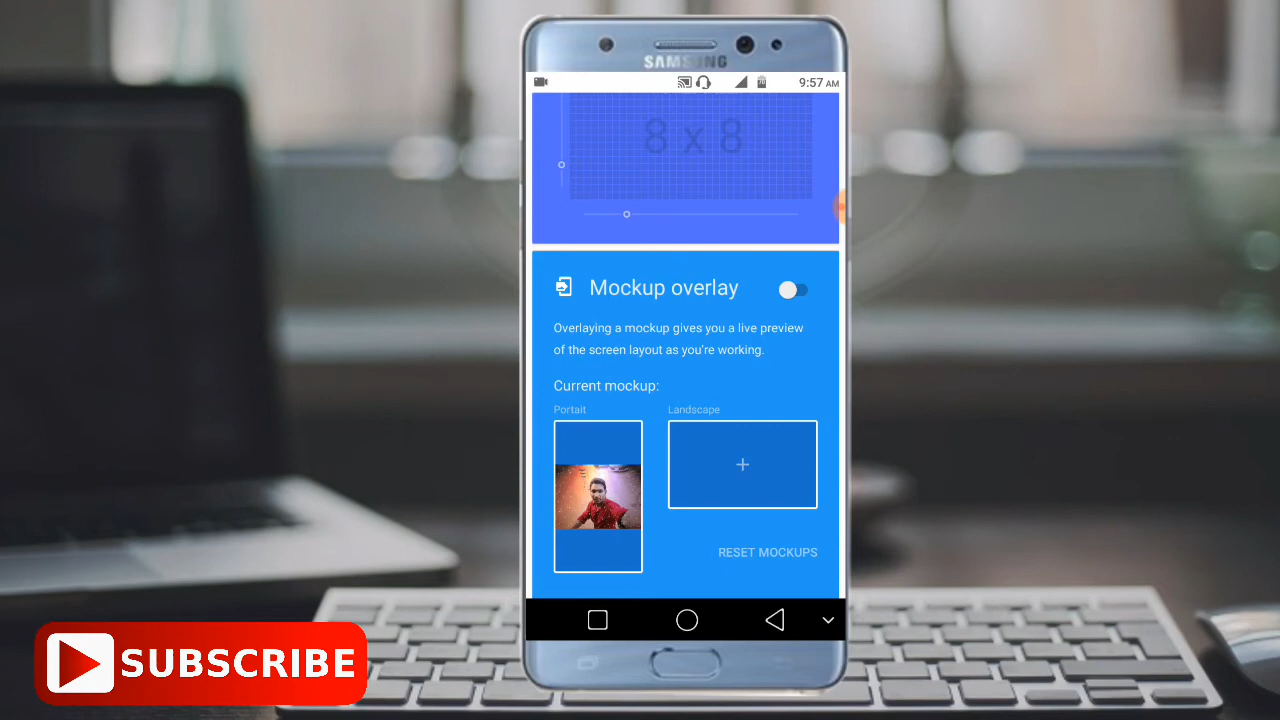 SAMSUNG
9:57 AM
8 x 8
Mockup overlay
Overlaying a mockup gives you a live preview
of the screen layout as you're working.
Current mockup:
Portait
Landscape
+
RESET MOCKUPS
SUBSCRIBE